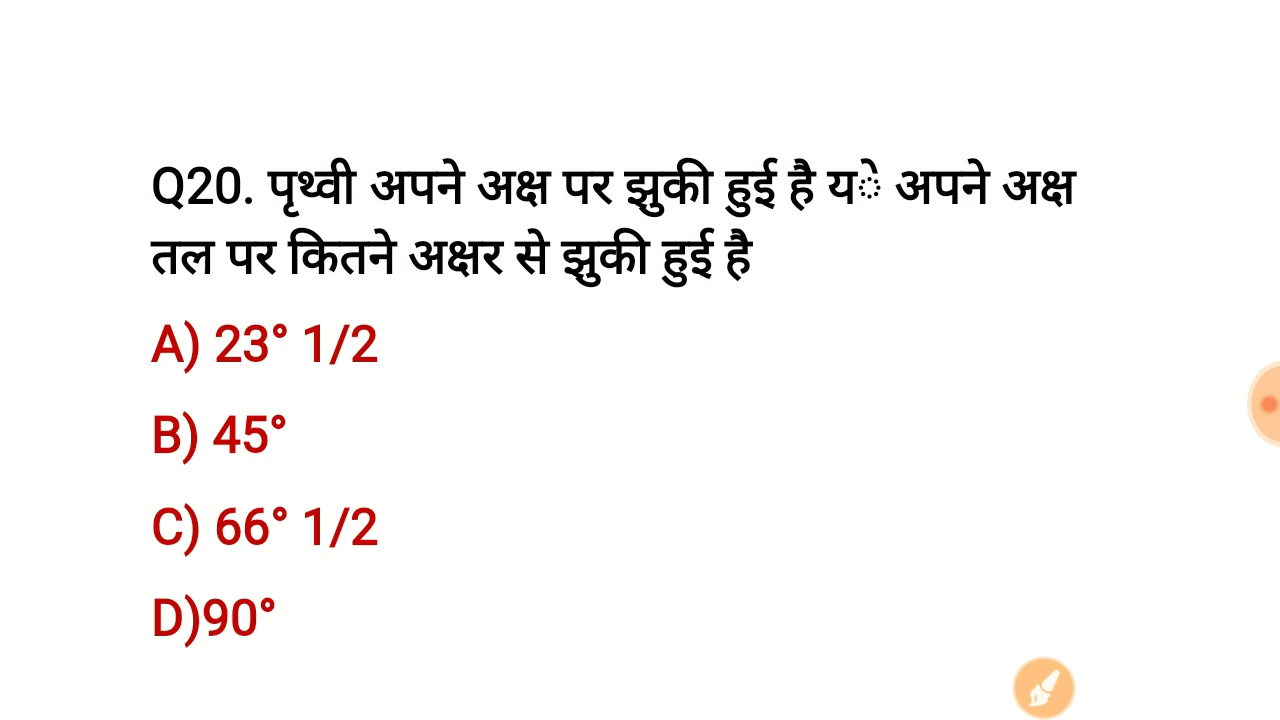 Q20. पृथ्वी अपने अक्ष पर झुकी हुई है ये अपने अक्ष
तल पर कितने अक्षर से झुकी हुई है
A) 23° 1/2
B) 45°
C) 66° 1/2
D)90°